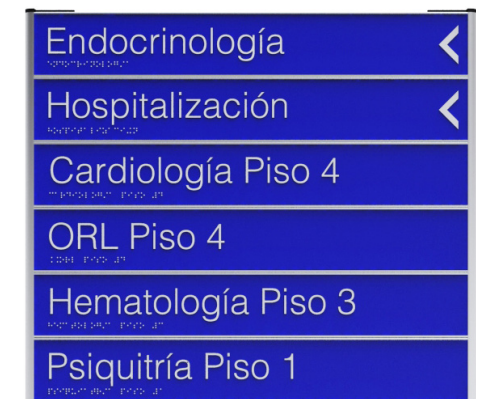 Endocrinología
Hospitalización
Cardiología Piso 4
ORL Piso 4
Hematología Piso 3
Psiquitría Piso 1